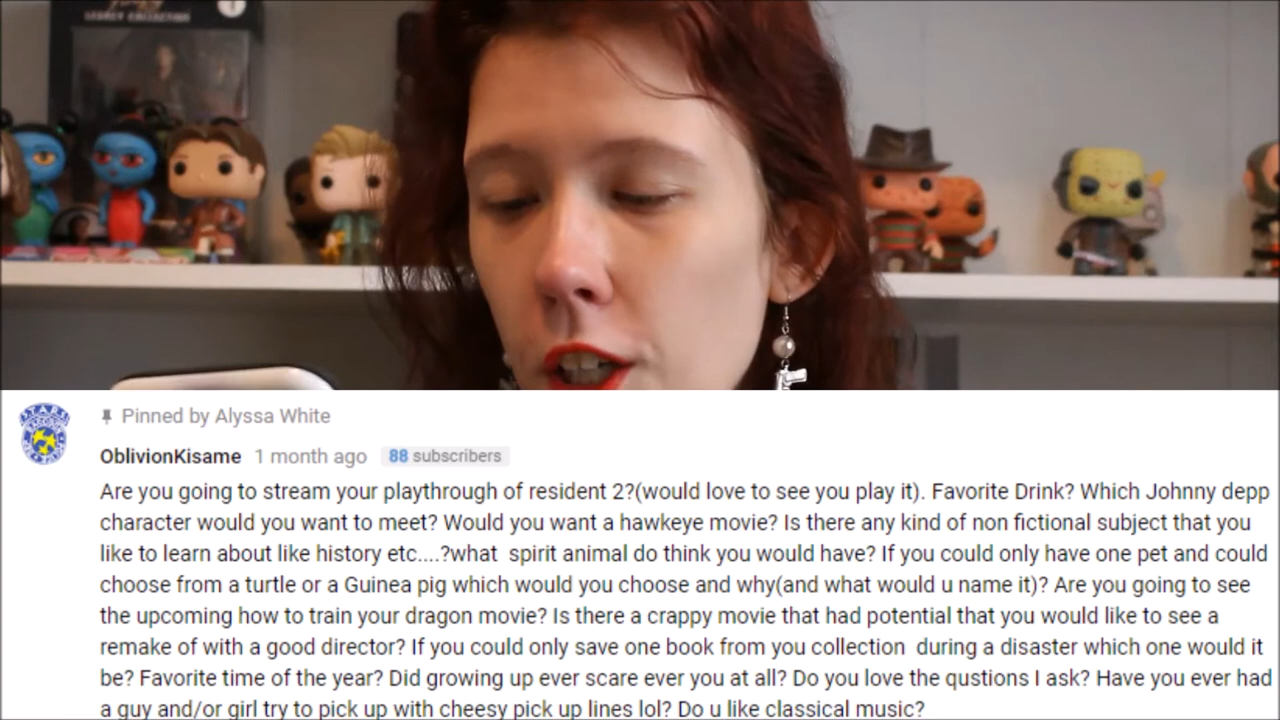 LEGACY COLLECTION
1
S.T.A.R.S.
Pinned by Alyssa White
OblivionKisame 1 month ago 88 subscribers
Are you going to stream your playthrough of resident 2?(would love to see you play it). Favorite Drink? Which Johnny depp
character would you want to meet? Would you want a hawkeye movie? Is there any kind of non fictional subject that you
like to learn about like history etc....?what  spirit animal do think you would have? If you could only have one pet and could
choose from a turtle or a Guinea pig which would you choose and why(and what would u name it)? Are you going to see
the upcoming how to train your dragon movie? Is there a crappy movie that had potential that you would like to see a
remake of with a good director? If you could only save one book from you collection  during a disaster which one would it
be? Favorite time of the year? Did growing up ever scare ever you at all? Do you love the qustions I ask? Have you ever had
a guy and/or girl try to pick up with cheesy pick up lines lol? Do u like classical music?